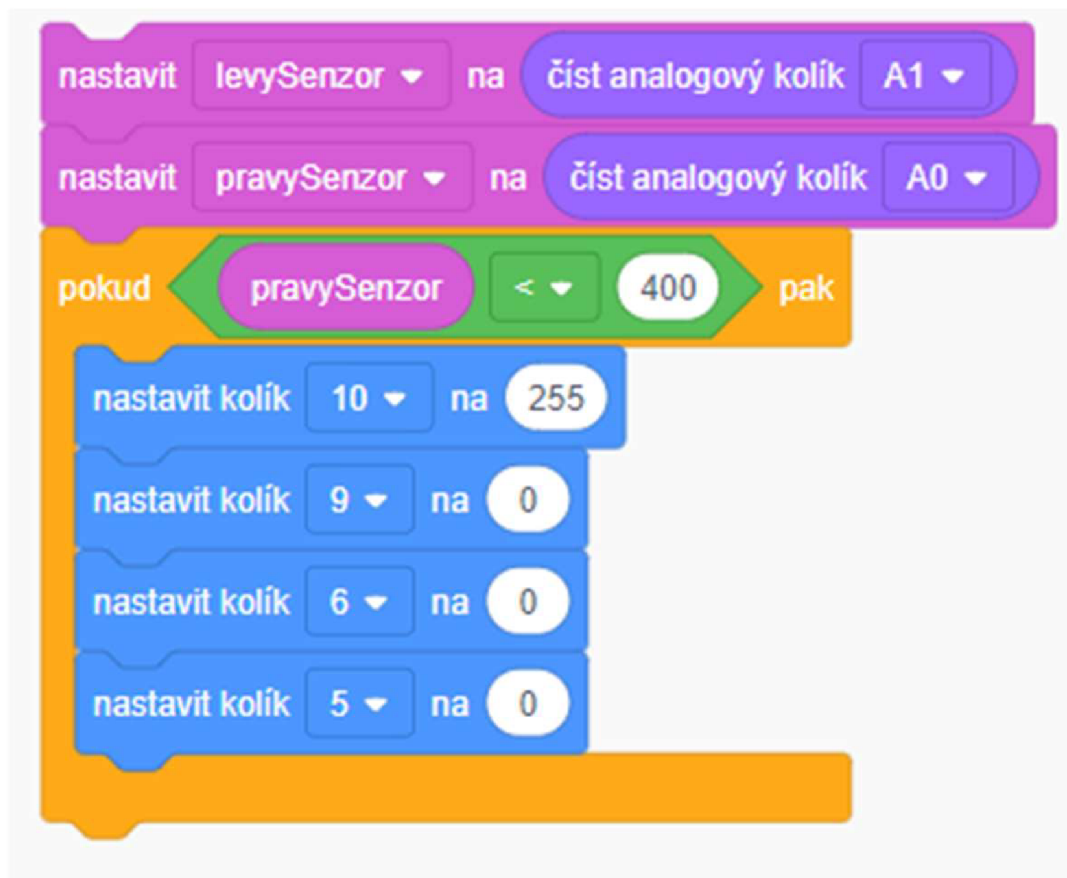 nastavit levySenzor na číst analogový kolík A1
nastavit pravySenzor na číst analogový kolík A0
pokud pravySenzor < 400 pak
nastavit kolík 10 na 255
nastavit kolík 9 na 0
nastavit kolík 6 na 0
nastavit kolík 5 na 0